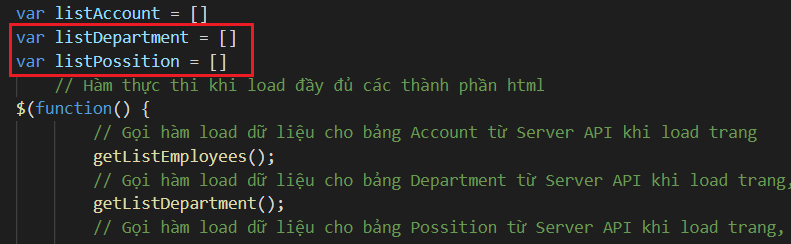 var listAccount = []
var listDepartment = []
var listPossition = []
// Hàm thực thi khi load đầy đủ các thành phần html
$(function() {
// Gọi hàm load dữ liệu cho bảng Account từ Server API khi load trang
getListEmployees();
// Gọi hàm load dữ liệu cho bảng Department từ Server API khi load trang,
getListDepartment();
// Gọi hàm load dữ liệu cho bảng Possition từ Server API khi load trang,